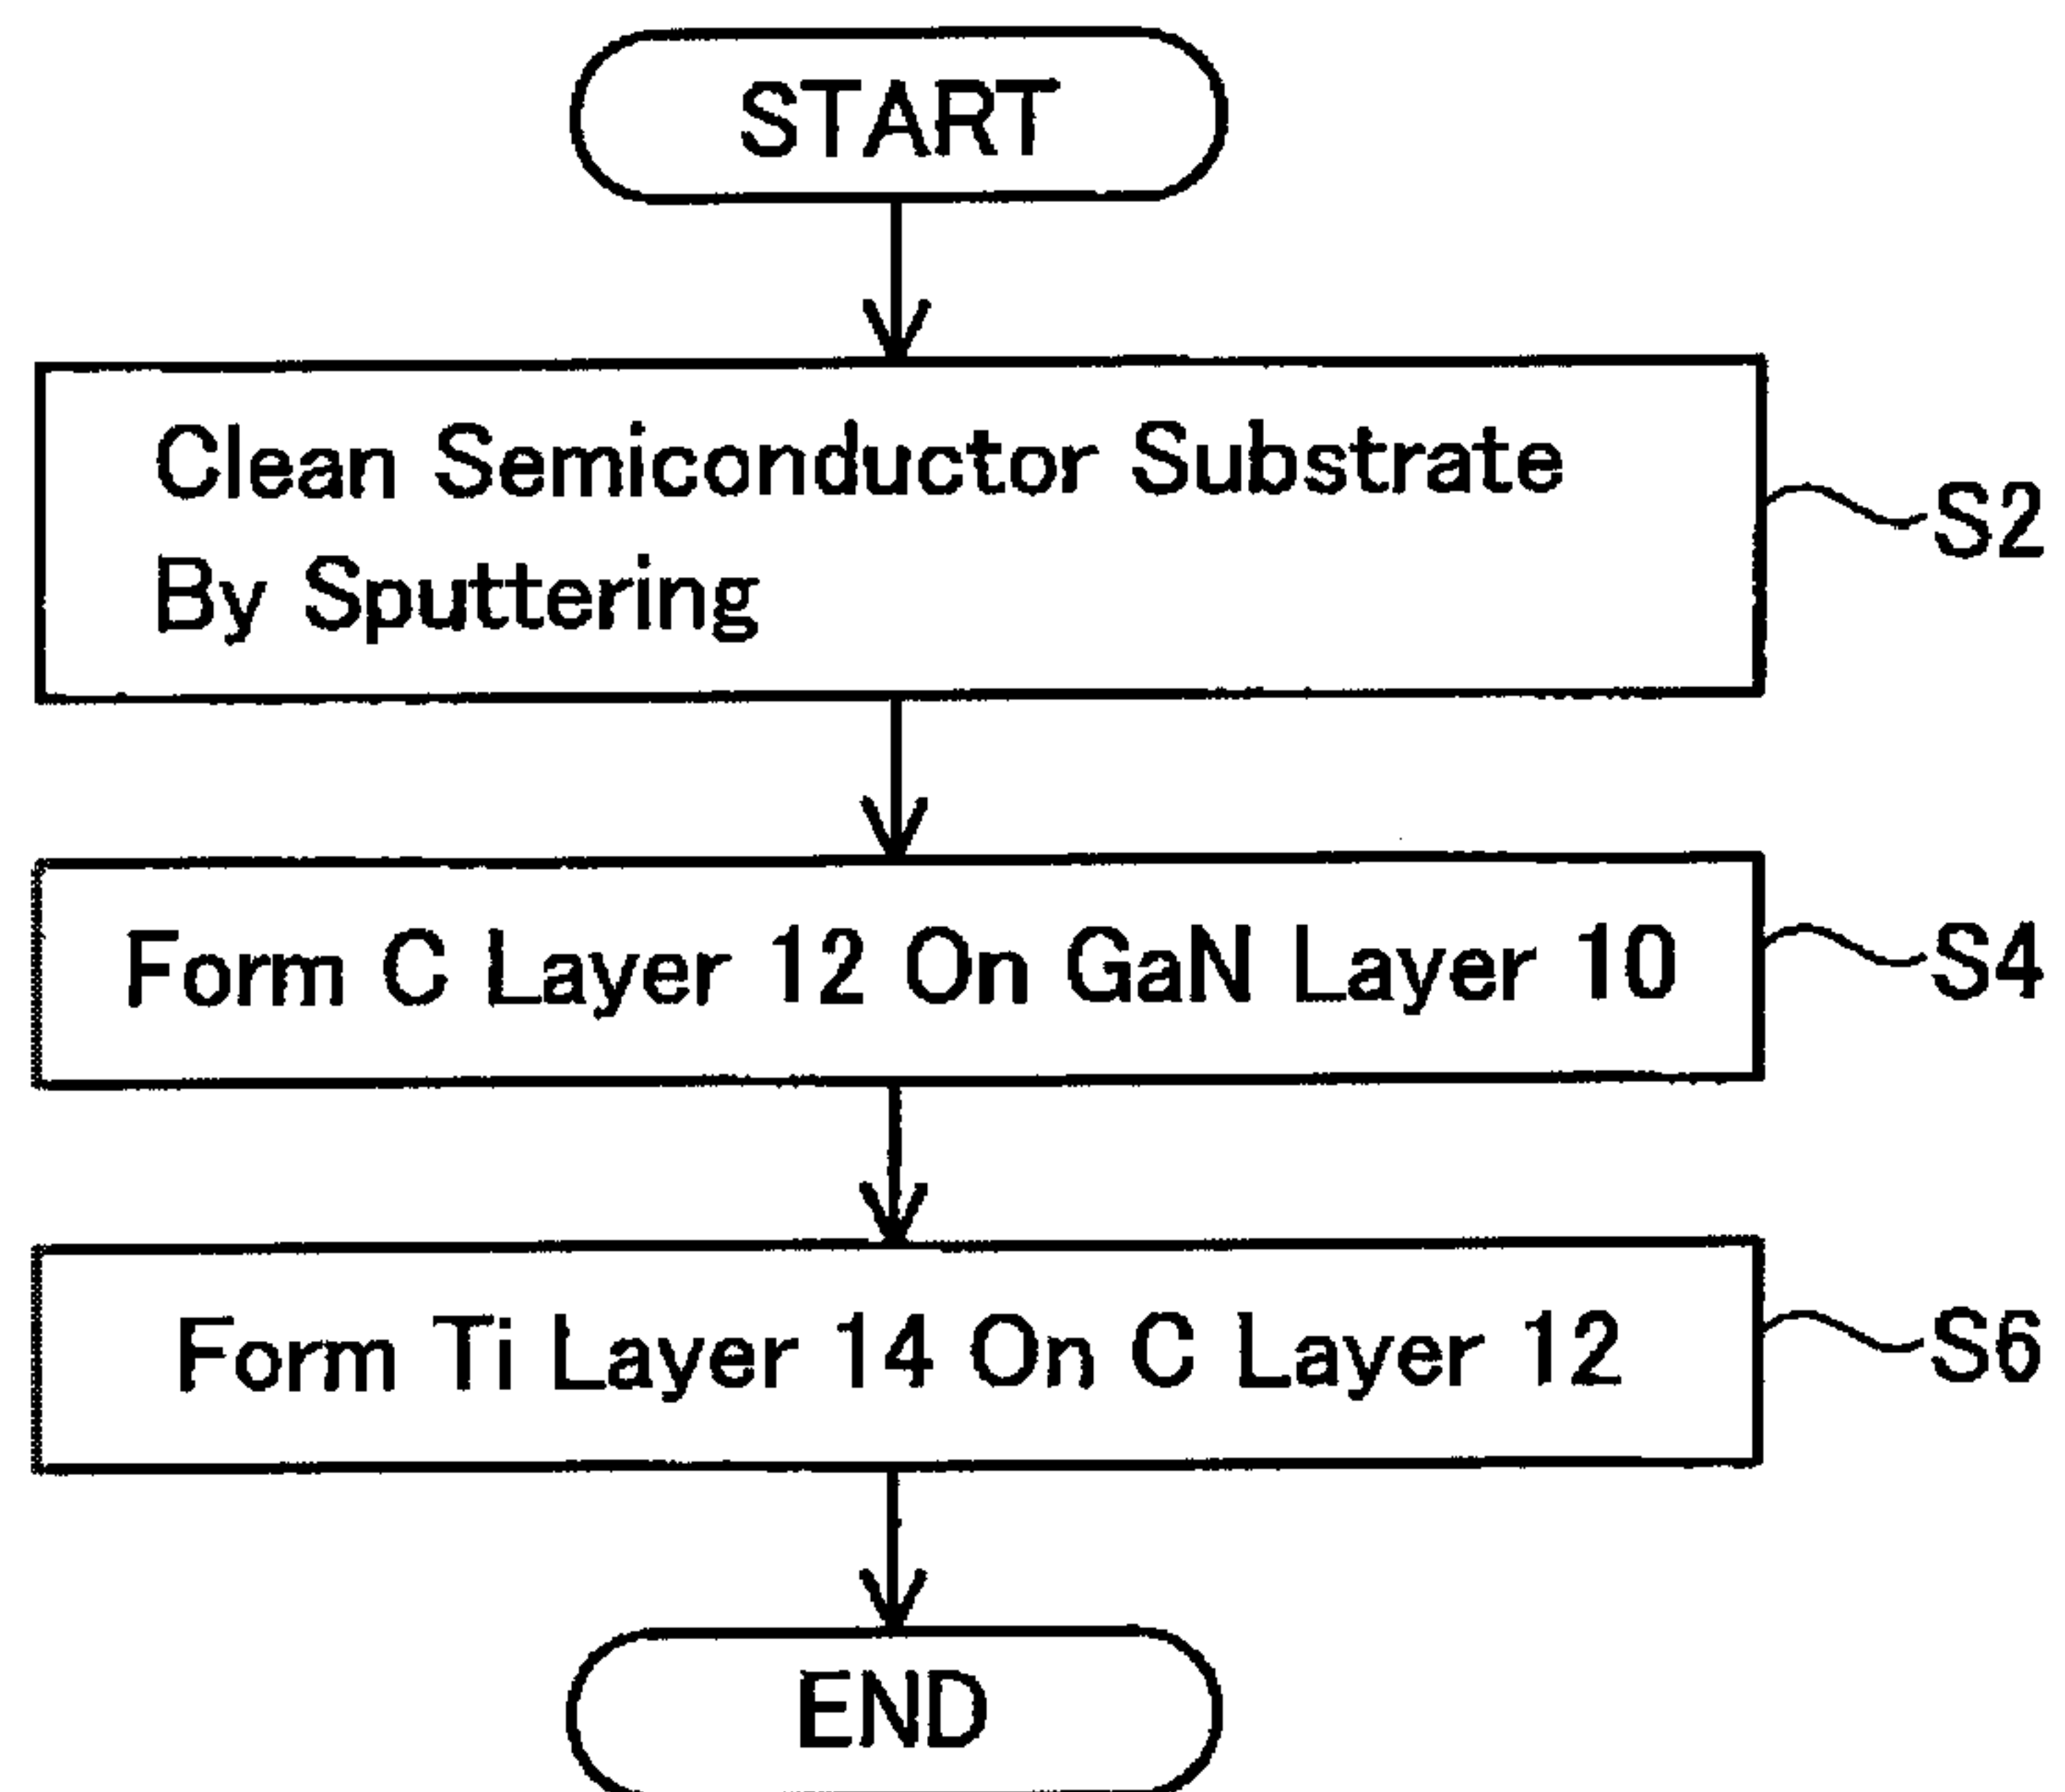 START
Clean Semiconductor Substrate
By Sputtering
S2
Form C Layer 12 On GaN Layer 10
S4
Form Ti Layer 14 On C Layer 12
S6
END